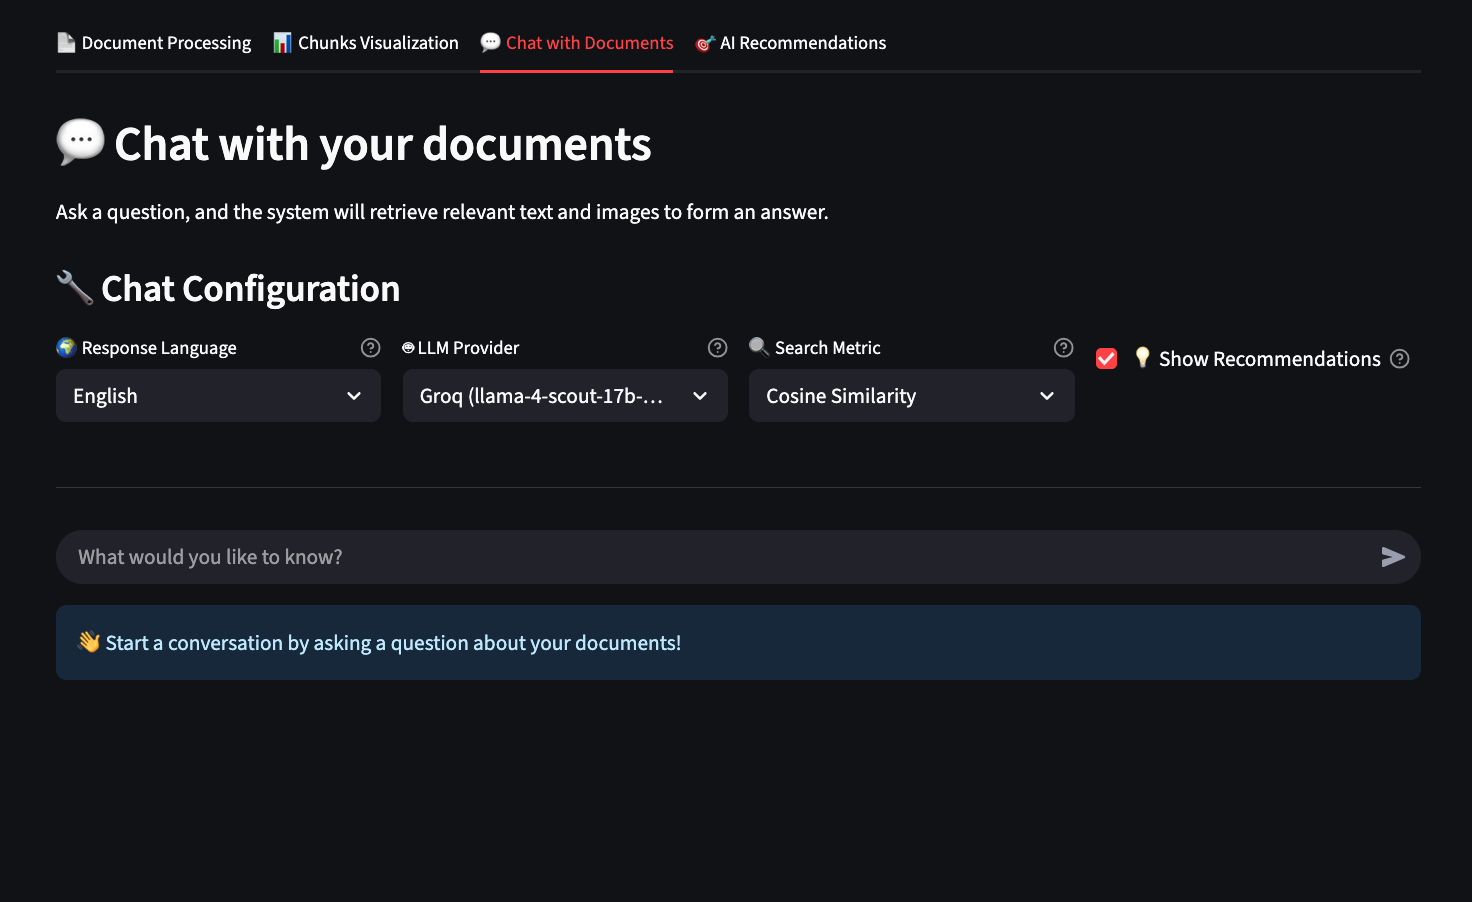 📄 Document Processing 📊 Chunks Visualization 💬 Chat with Documents 🎯 AI Recommendations
💬 Chat with your documents
Ask a question, and the system will retrieve relevant text and images to form an answer.
🔧 Chat Configuration
🌍 Response Language
English
LLM Provider
Groq (llama-4-scout-17b-...
🔍 Search Metric
Cosine Similarity
💡 Show Recommendations
What would you like to know?
👋 Start a conversation by asking a question about your documents!